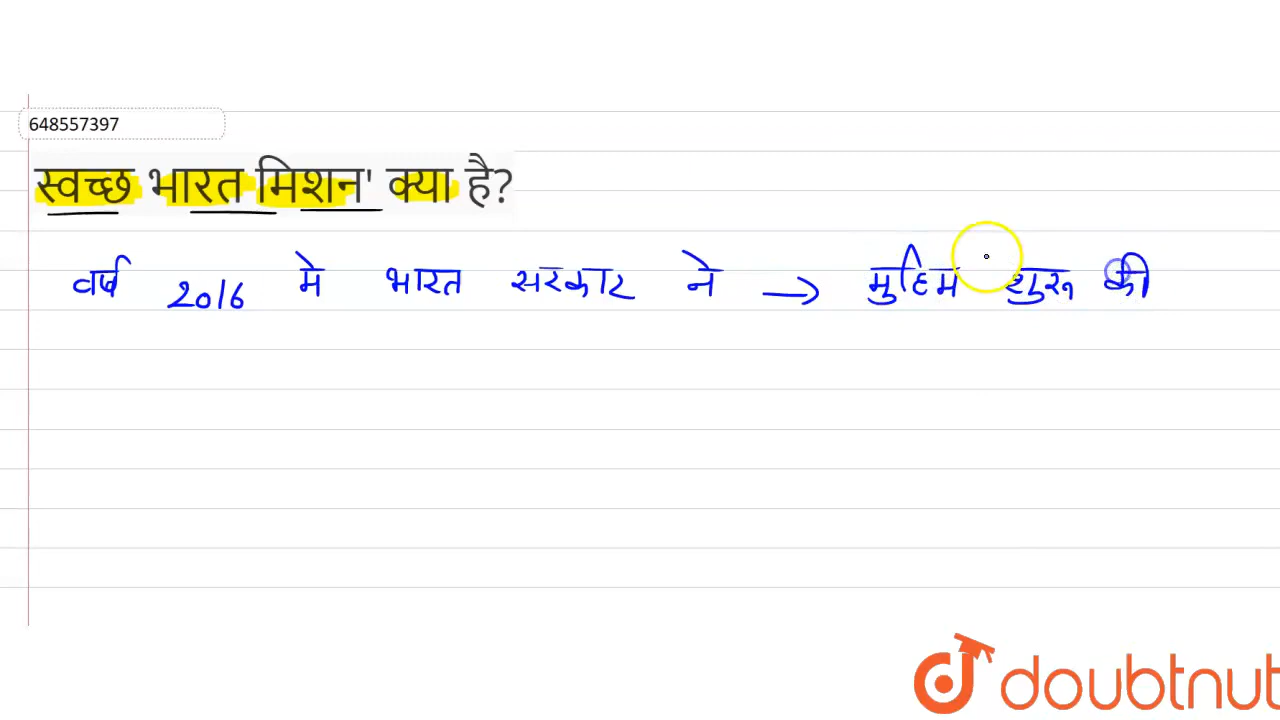 648557397
स्वच्छ भारत मिशन' क्या है?
वर्ष 2016 मे भारत सरकार ने → मुहिम शुरू की
doubtnut